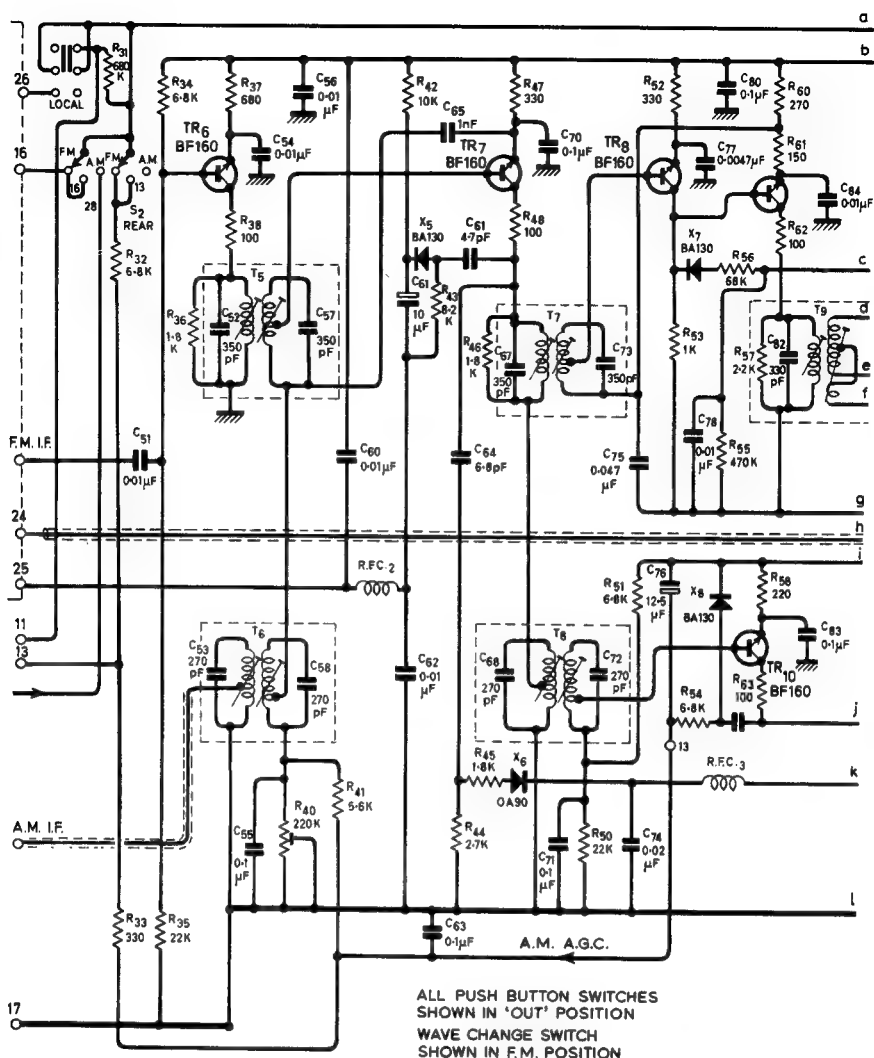 a
R31
680
K
b
26
LOCAL
R34
6·8K
R37
680
C56
0·01
μF
R42
10K
R47
330
R52
330
C80
0·1μF
R60
270
C65
1nF
TR6
BF160
C54
0·01μF
TR7
BF160
C70
0·1μF
TR8
BF160
C77
0·0047μF
R61
150
16
F.M.
A.M.
F.M.
A.M.
16
28
13
S2
REAR
R38
100
X5
BA130
C61
4·7pF
R48
100
X7
BA130
R56
68K
R62
100
C84
0·01μF
c
R32
6·8K
T5
C61
10
μF
R43
8·2
K
T7
T9
d
R36
1·8
K
C52
350
pF
C57
350
pF
R46
1·8
K
C67
350
pF
C73
350pF
R53
1K
R57
2·2K
C82
330
pF
e
f
F.M. I.F.
C51
0·01μF
C60
0·01μF
C64
6·8pF
C75
0·047
μF
C78
0·01
μF
R55
470K
g
24
h
25
R.F.C.2
R51
6·8K
C76
12·5
μF
X8
BA130
R58
220
i
11
13
T6
T8
C83
0·1μF
C53
270
pF
C58
270
pF
C62
0·01
μF
C68
270
pF
C72
270
pF
TR10
BF160
R54
6·8K
R63
100
j
13
R45
1·8K
X6
OA90
R.F.C.3
k
A.M. I.F.
C55
0·1
μF
R40
220K
R41
5·6K
R44
2·7K
C71
0·1
μF
R50
22K
C74
0·02
μF
l
R33
330
R35
22K
C63
0·1μF
A.M. A.G.C.
17
ALL PUSH BUTTON SWITCHES
SHOWN IN 'OUT' POSITION
WAVE CHANGE SWITCH
SHOWN IN F.M. POSITION